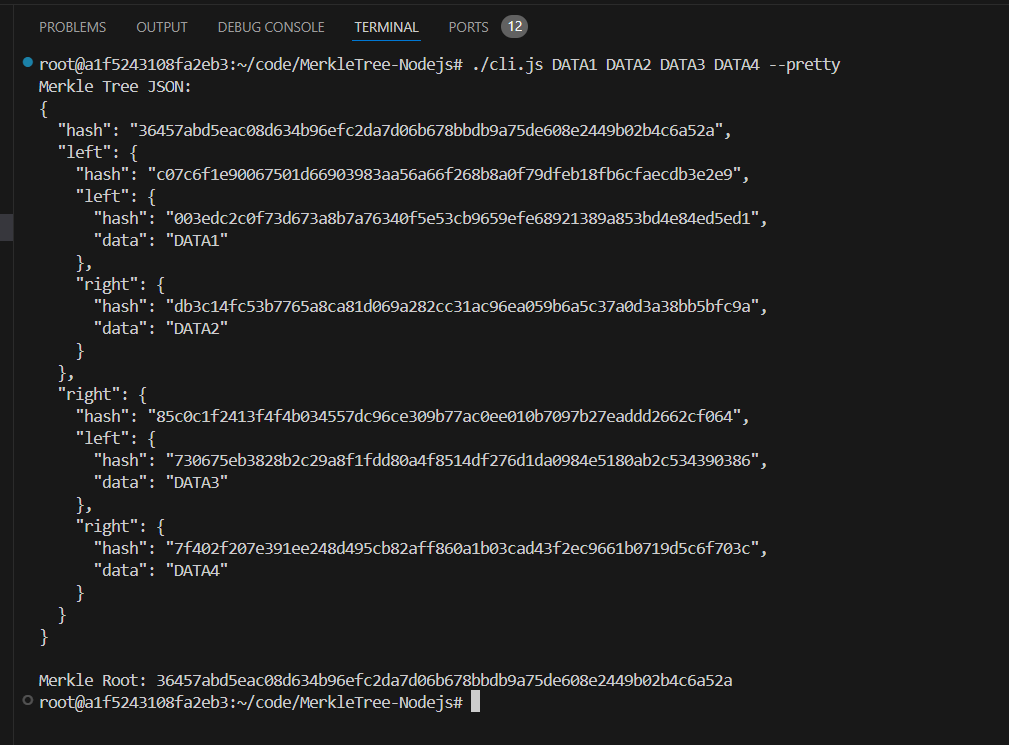 PROBLEMS OUTPUT DEBUG CONSOLE TERMINAL PORTS 12
root@a1f5243108fa2eb3:~/code/MerkleTree-Nodejs# ./cli.js DATA1 DATA2 DATA3 DATA4 --pretty
Merkle Tree JSON:
{
  "hash": "36457abd5eac08d634b96efc2da7d06b678bbdb9a75de608e2449b02b4c6a52a",
  "left": {
    "hash": "c07c6f1e90067501d66903983aa56a66f268b8a0f79dfeb18fb6cfaecdb3e2e9",
    "left": {
      "hash": "003edc2c0f73d673a8b7a76340f5e53cb9659efe68921389a853bd4e84ed5ed1",
      "data": "DATA1"
    },
    "right": {
      "hash": "db3c14fc53b7765a8ca81d069a282cc31ac96ea059b6a5c37a0d3a38bb5bfc9a",
      "data": "DATA2"
    }
  },
  "right": {
    "hash": "85c0c1f2413f4f4b034557dc96ce309b77ac0ee010b7097b27eaddd2662cf064",
    "left": {
      "hash": "730675eb3828b2c29a8f1fdd80a4f8514df276d1da0984e5180ab2c534390386",
      "data": "DATA3"
    },
    "right": {
      "hash": "7f402f207e391ee248d495cb82aff860a1b03cad43f2ec9661b0719d5c6f703c",
      "data": "DATA4"
    }
  }
}
Merkle Root: 36457abd5eac08d634b96efc2da7d06b678bbdb9a75de608e2449b02b4c6a52a
root@a1f5243108fa2eb3:~/code/MerkleTree-Nodejs#